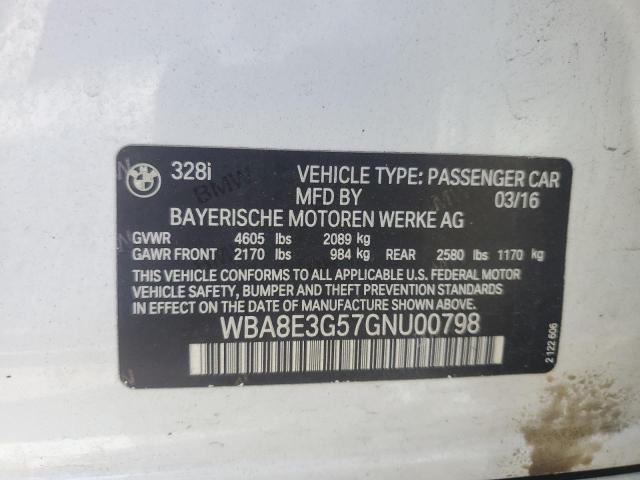 BMW 328i VEHICLE TYPE: PASSENGER CAR
BMW MFD BY 03/16
BAYERISCHE MOTOREN WERKE AG
GVWR 4605 lbs 2089 kg
GAWR FRONT 2170 lbs 984 kg REAR 2580 lbs 1170 kg
THIS VEHICLE CONFORMS TO ALL APPLICABLE U.S. FEDERAL MOTOR
VEHICLE SAFETY, BUMPER AND THEFT PREVENTION STANDARDS
IN EFFECT ON THE DATE OF MANUFACTURE SHOWN ABOVE.
WBA8E3G57GNU00798
2 122 606